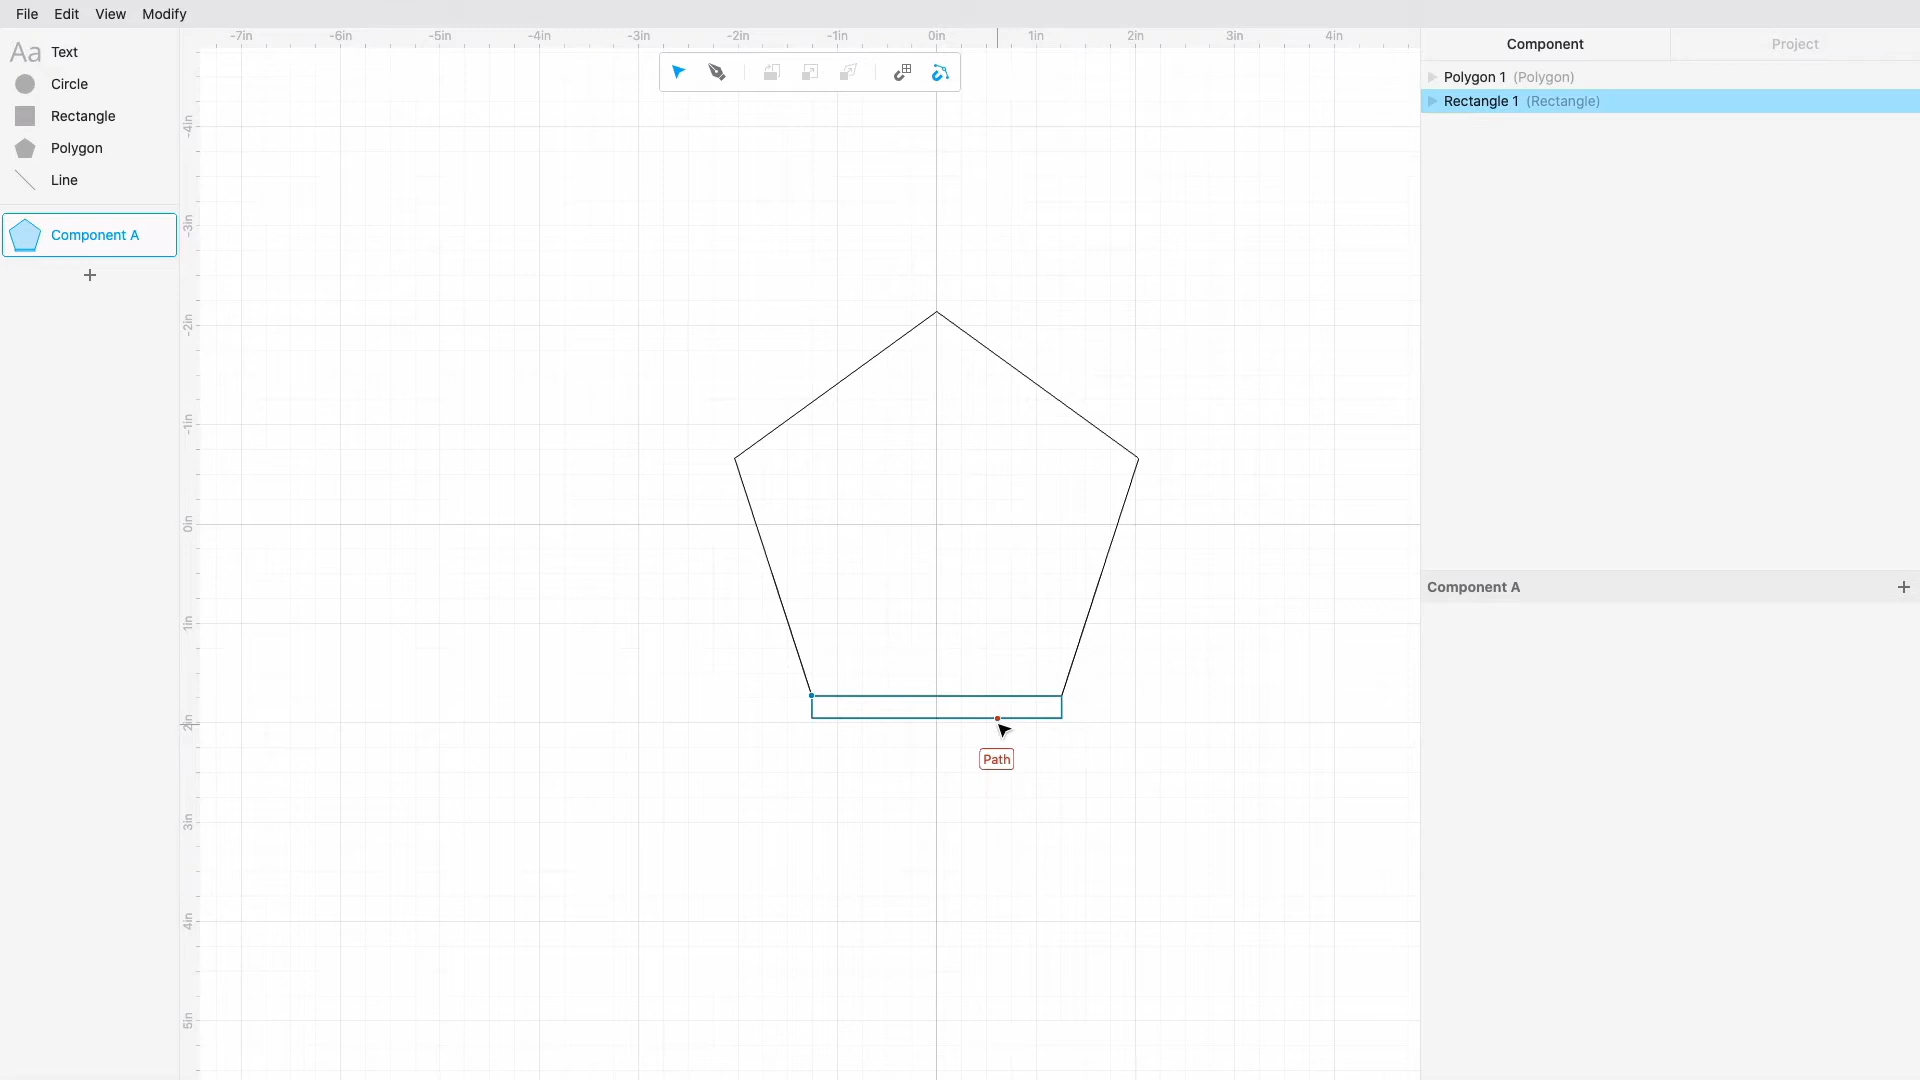 File Edit View Modify
-7in -6in -5in -4in -3in -2in -1in 0in 1in 2in 3in 4in
Component Project
Aa Text
Circle
Rectangle
Polygon
Line
Component A
+
Polygon 1 (Polygon)
Rectangle 1 (Rectangle)
-4in
-3in
-2in
-1in
0in
1in
2in
3in
4in
5in
Path
Component A +